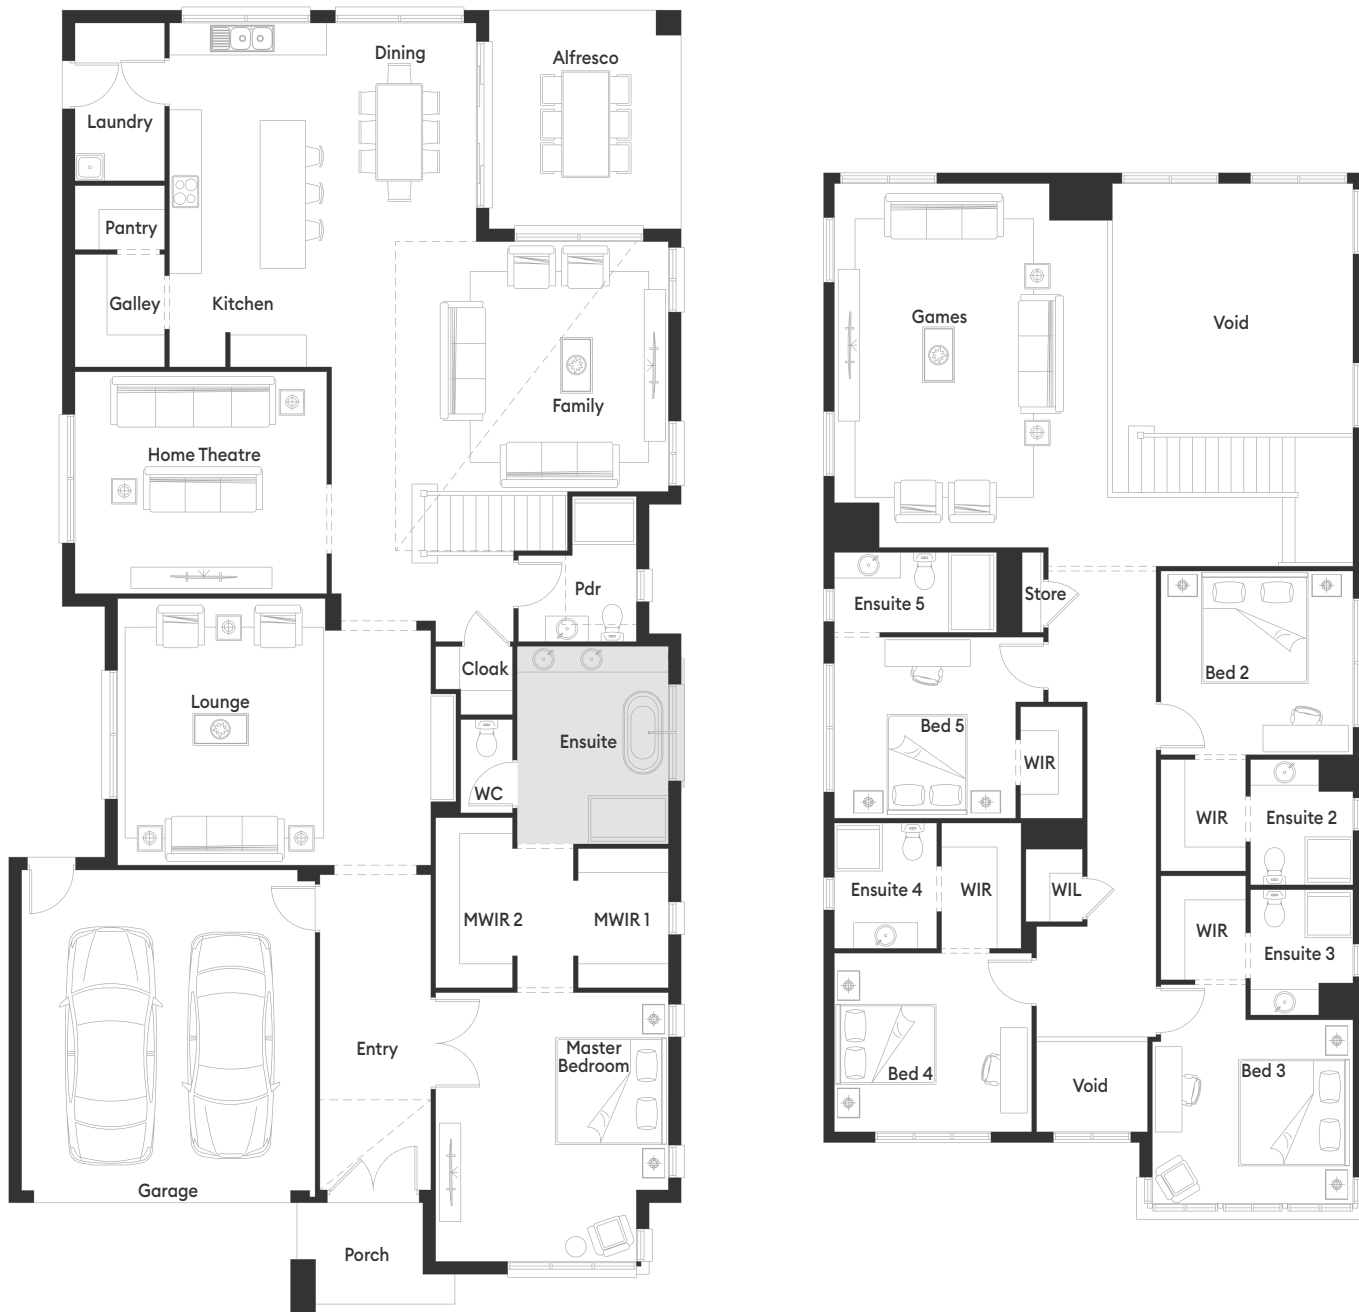 Dining
Alfresco
Laundry
Pantry
Galley
Kitchen
Family
Home Theatre
Pdr
Cloak
Lounge
Ensuite
WC
MWIR 2
MWIR 1
Entry
Master
Bedroom
Garage
Porch
Games
Void
Ensuite 5
Store
Bed 2
Bed 5
WIR
WIR
Ensuite 2
Ensuite 4
WIR
WIL
WIR
Ensuite 3
Bed 4
Void
Bed 3